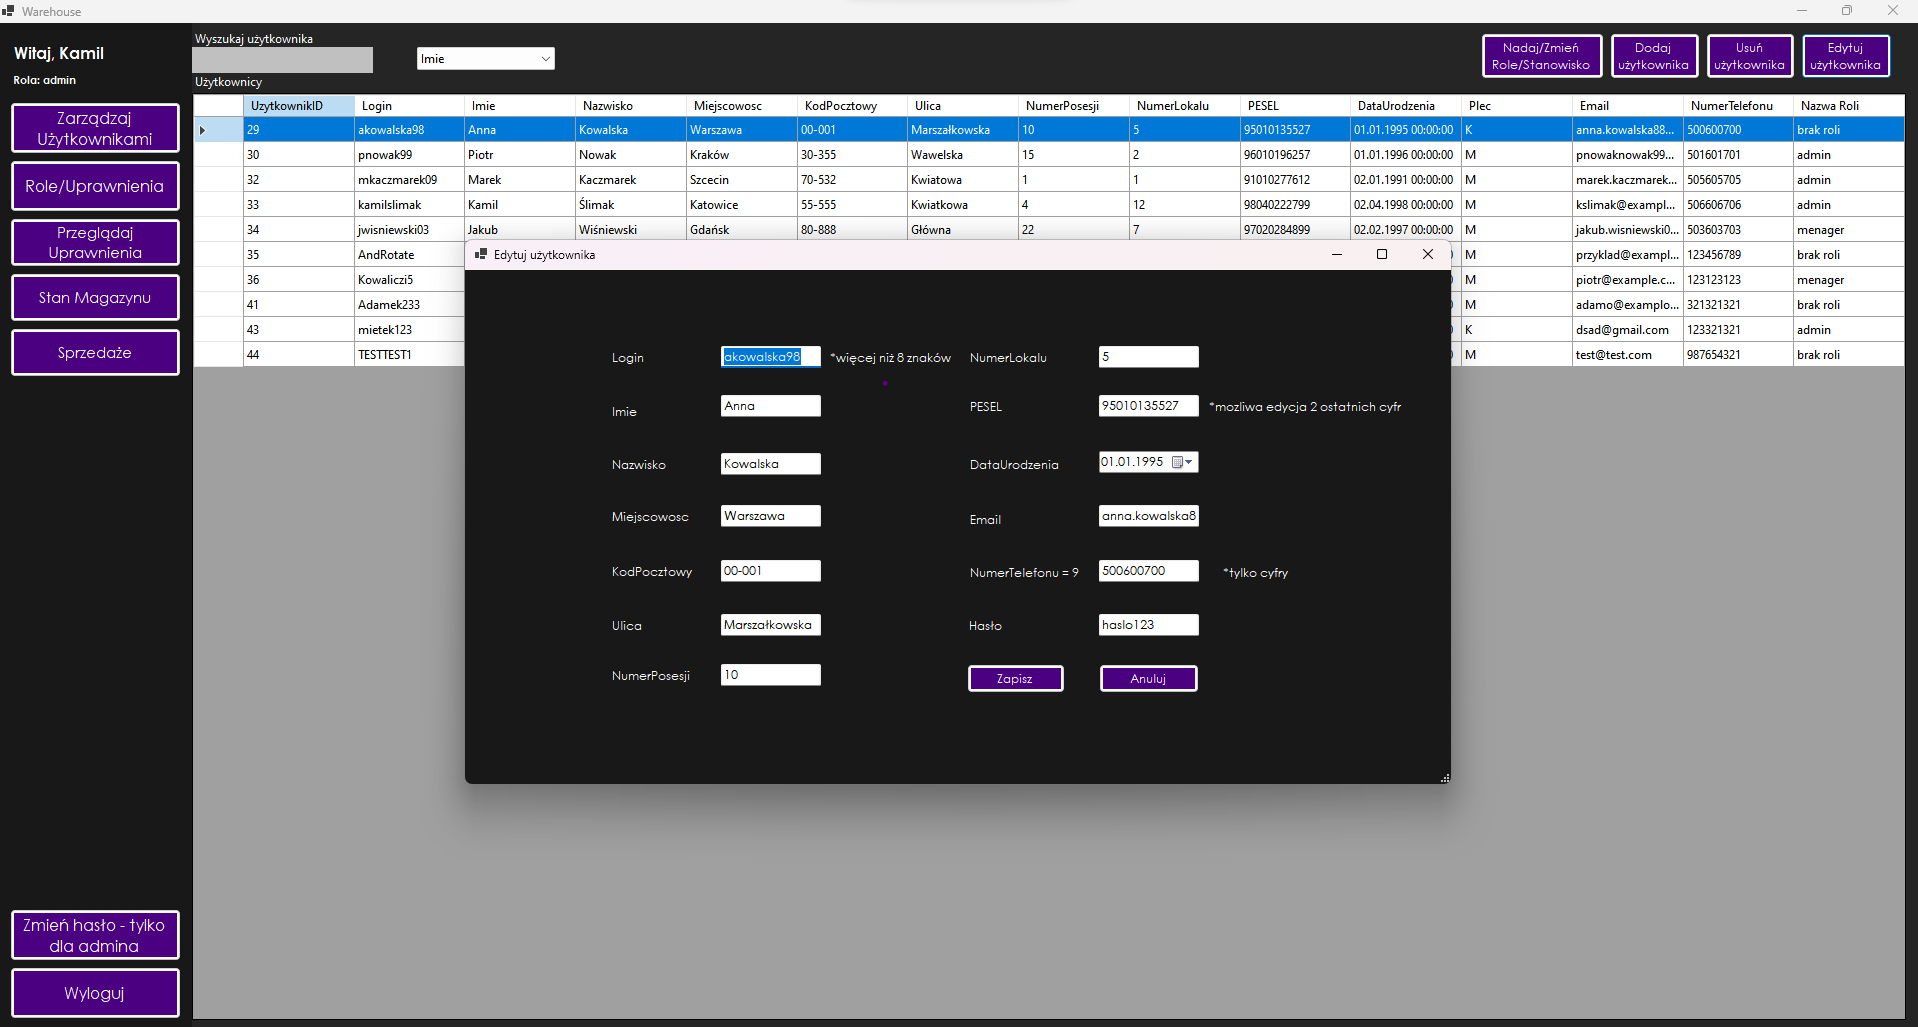 Warehouse
Witaj, Kamil
Rola: admin
Zarządzaj
Użytkownikami
Role/Uprawnienia
Przeglądaj
Uprawnienia
Stan Magazynu
Sprzedaże
Zmień hasło - tylko
dla admina
Wyloguj
Wyszukaj użytkownika
Imie
Nadaj/Zmień
Role/Stanowisko
Dodaj
użytkownika
Usuń
użytkownika
Edytuj
użytkownika
Użytkownicy
UzytkownikID Login Imie Nazwisko Miejscowosc KodPocztowy Ulica NumerPosesji NumerLokalu PESEL DataUrodzenia Plec Email NumerTelefonu Nazwa Roli
29 akowalska98 Anna Kowalska Warszawa 00-001 Marszałkowska 10 5 95010135527 01.01.1995 00:00:00 K anna.kowalska88... 500600700 brak roli
30 pnowak99 Piotr Nowak Kraków 30-355 Wawelska 15 2 96010196257 01.01.1996 00:00:00 M pnowaknowak99... 501601701 admin
32 mkaczmarek09 Marek Kaczmarek Szczecin 70-532 Kwiatowa 1 1 91010277612 02.01.1991 00:00:00 M marek.kaczmarek... 505605705 admin
33 kamilslimak Kamil Ślimak Katowice 55-555 Kwiatkowa 4 12 98040222799 02.04.1998 00:00:00 M kslimak@exampl... 506606706 admin
34 jwisniewski03 Jakub Wiśniewski Gdańsk 80-888 Główna 22 7 97020284899 02.02.1997 00:00:00 M jakub.wisniewski0... 503603703 menager
35 AndRotate M przyklad@exampl... 123456789 brak roli
36 Kowaliczi5 M piotr@example.c... 123123123 menager
41 Adamek233 M adamo@examplo... 321321321 brak roli
43 mietek123 K dsad@gmail.com 123321321 admin
44 TESTTEST1 M test@test.com 987654321 brak roli
Edytuj użytkownika
Login akowalska98 *więcej niż 8 znaków
Imie Anna
Nazwisko Kowalska
Miejscowosc Warszawa
KodPocztowy 00-001
Ulica Marszałkowska
NumerPosesji 10
NumerLokalu 5
PESEL 95010135527 *mozliwa edycja 2 ostatnich cyfr
DataUrodzenia 01.01.1995
Email anna.kowalska8
NumerTelefonu = 9 500600700 *tylko cyfry
Hasło haslo123
Zapisz Anuluj